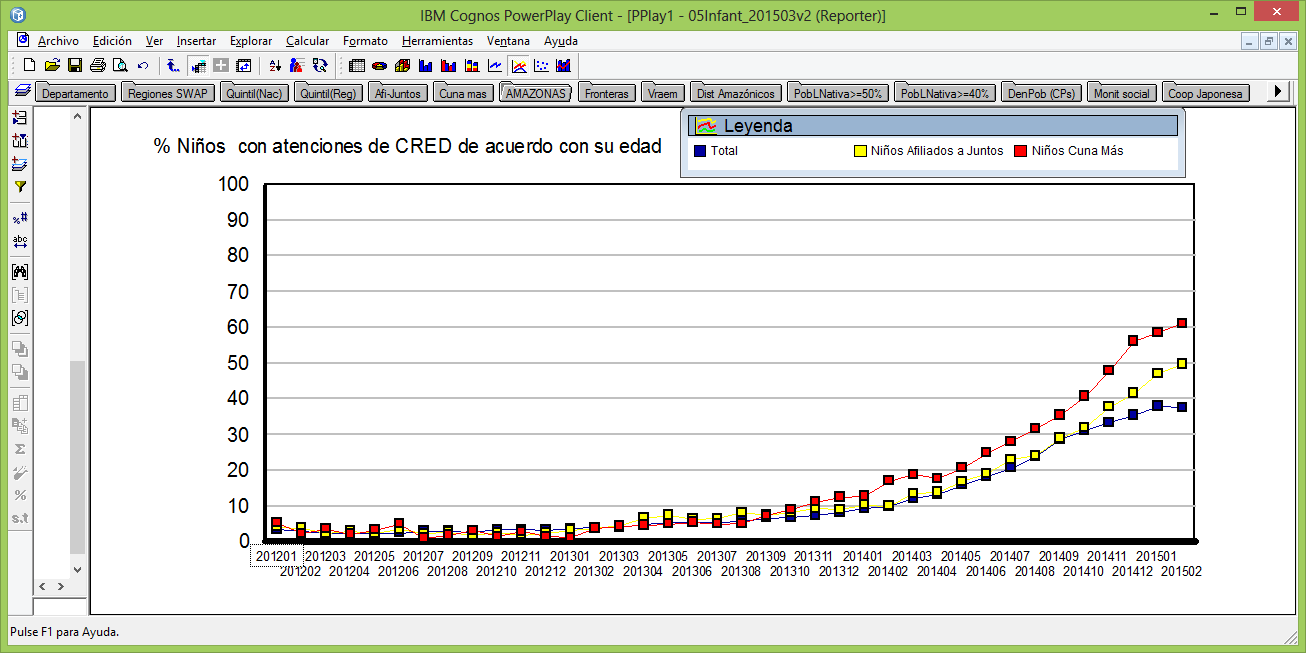 IBM Cognos PowerPlay Client - [PPlay1 - 05Infant_201503v2 (Reporter)]
Archivo Edición Ver Insertar Explorar Calcular Formato Herramientas Ventana Ayuda
Departamento Regiones SWAP Quintil(Nac) Quintil(Reg) Afi-Juntos Cuna mas AMAZONAS Fronteras Vraem Dist Amazónicos PobLNativa>=50% PobLNativa>=40% DenPob (CPs) Monit social Coop Japonesa
% Niños con atenciones de CRED de acuerdo con su edad
Leyenda
Total Niños Afiliados a Juntos Niños Cuna Más
100
90
80
70
60
50
40
30
20
10
0
201201 201203 201205 201207 201209 201211 201301 201303 201305 201307 201309 201311 201401 201403 201405 201407 201409 201411 201501
201202 201204 201206 201208 201210 201212 201302 201304 201306 201308 201310 201312 201402 201404 201406 201408 201410 201412 201502
%#
abc
Σ
%
s.t
Pulse F1 para Ayuda.